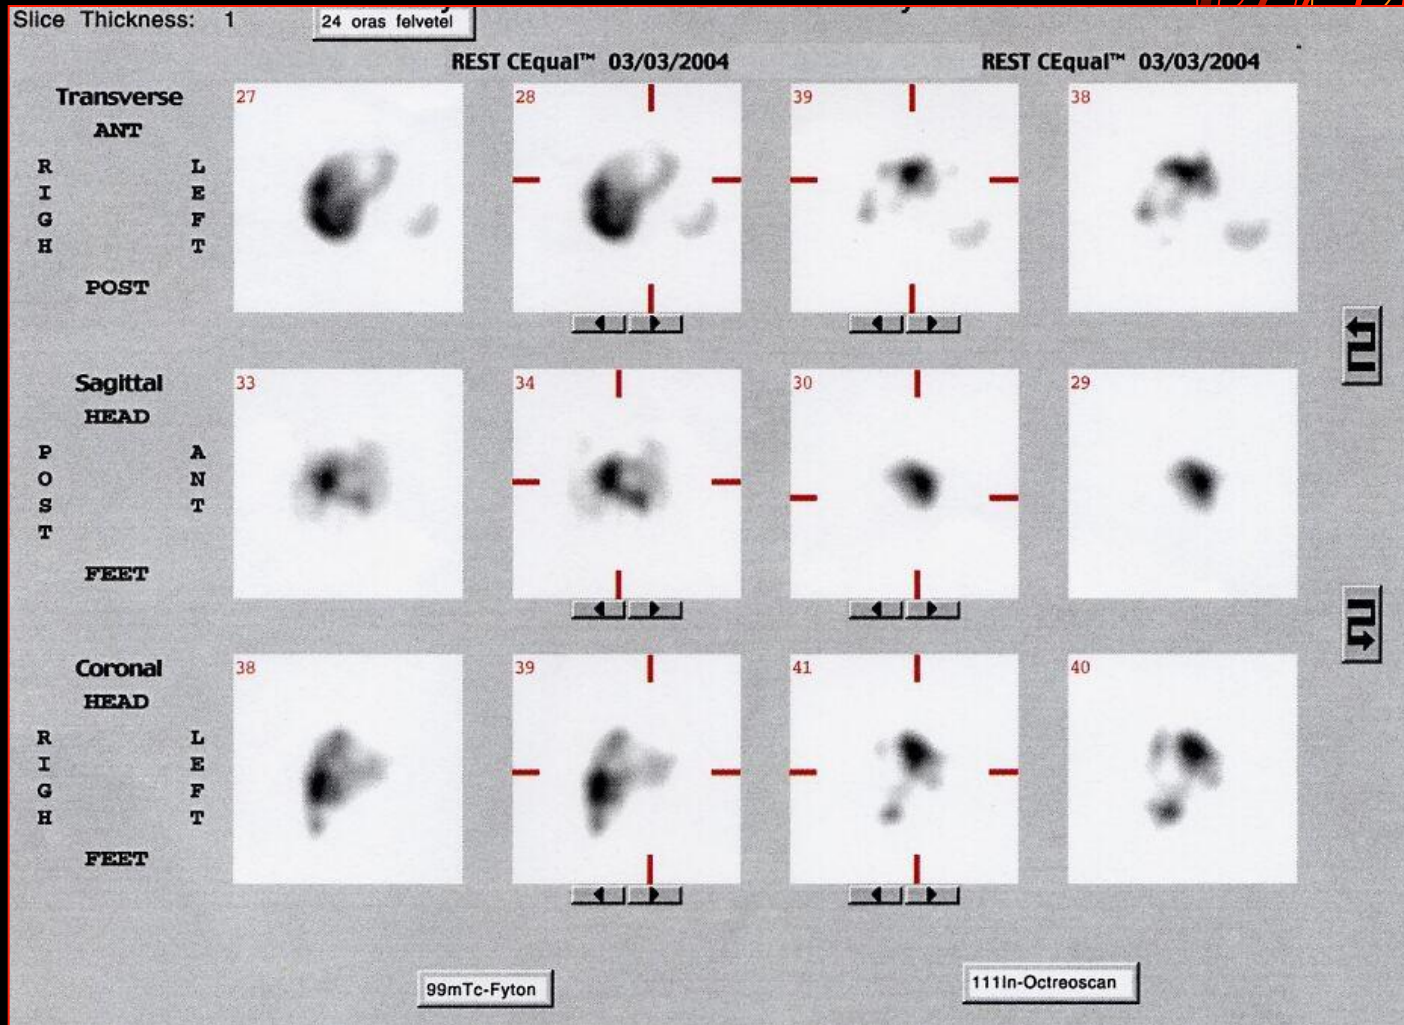 Slice Thickness: 1
24 oras felvetel
REST CEqual™ 03/03/2004
REST CEqual™ 03/03/2004
Transverse
ANT
RIGH
LEFT
POST
27
28
39
38
Sagittal
HEAD
POST
ANT
FEET
33
34
30
29
Coronal
HEAD
RIGH
LEFT
FEET
38
39
41
40
99mTc-Fyton
111In-Octreoscan